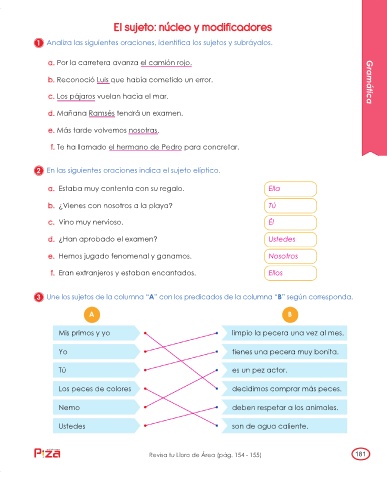 El sujeto: núcleo y modificadores
1 Analiza las siguientes oraciones, identifica los sujetos y subráyalos.
a. Por la carretera avanza el camión rojo.
b. Reconoció Luis que había cometido un error.
c. Los pájaros vuelan hacia el mar.
d. Mañana Ramsés tendrá un examen.
e. Más tarde volvemos nosotras.
f. Te ha llamado el hermano de Pedro para concretar.
Gramática
2 En las siguientes oraciones indica el sujeto elíptico.
a. Estaba muy contenta con su regalo. Ella
b. ¿Vienes con nosotros a la playa? Tú
c. Vino muy nervioso. Él
d. ¿Han aprobado el examen? Ustedes
e. Hemos jugado fenomenal y ganamos. Nosotros
f. Eran extranjeros y estaban encantados. Ellos
3 Une los sujetos de la columna “A” con los predicados de la columna “B” según corresponda.
A B
Mis primos y yo limpio la pecera una vez al mes.
Yo tienes una pecera muy bonita.
Tú es un pez actor.
Los peces de colores decidimos comprar más peces.
Nemo deben respetar a los animales.
Ustedes son de agua caliente.
Revisa tu Libro de Área (pág. 154 - 155)
181